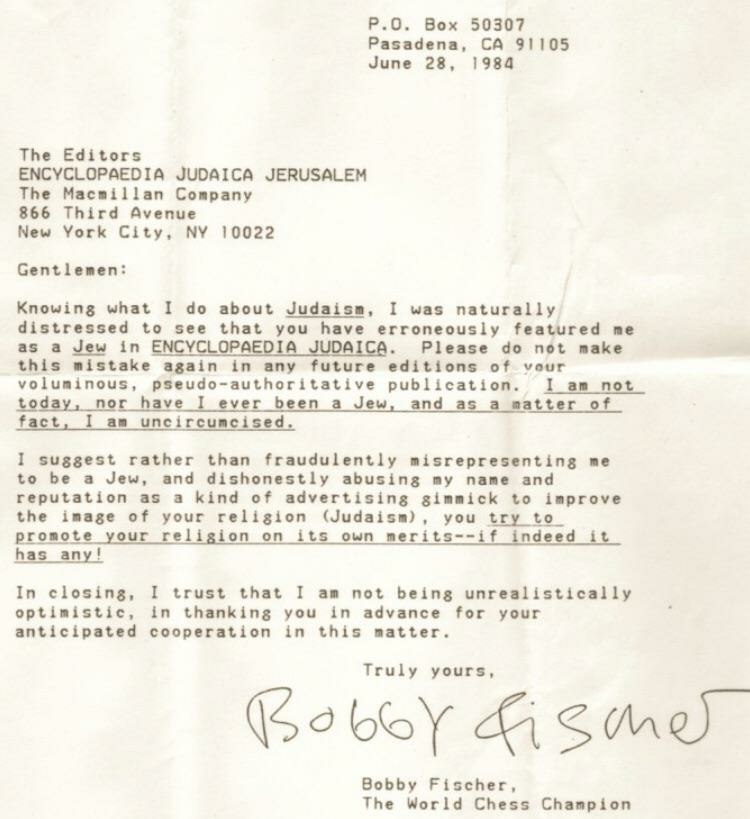 P.O. Box 50307
Pasadena, CA 91105
June 28, 1984
The Editors
ENCYCLOPAEDIA JUDAICA JERUSALEM
The Macmillan Company
866 Third Avenue
New York City, NY 10022
Gentlemen:
Knowing what I do about Judaism, I was naturally
distressed to see that you have erroneously featured me
as a Jew in ENCYCLOPAEDIA JUDAICA. Please do not make
this mistake again in any future editions of your
voluminous, pseudo-authoritative publication. I am not
today, nor have I ever been a Jew, and as a matter of
fact, I am uncircumcised.
I suggest rather than fraudulently misrepresenting me
to be a Jew, and dishonestly abusing my name and
reputation as a kind of advertising gimmick to improve
the image of your religion (Judaism), you try to
promote your religion on its own merits--if indeed it
has any!
In closing, I trust that I am not being unrealistically
optimistic, in thanking you in advance for your
anticipated cooperation in this matter.
Truly yours,
Bobby Fischer
Bobby Fischer,
The World Chess Champion